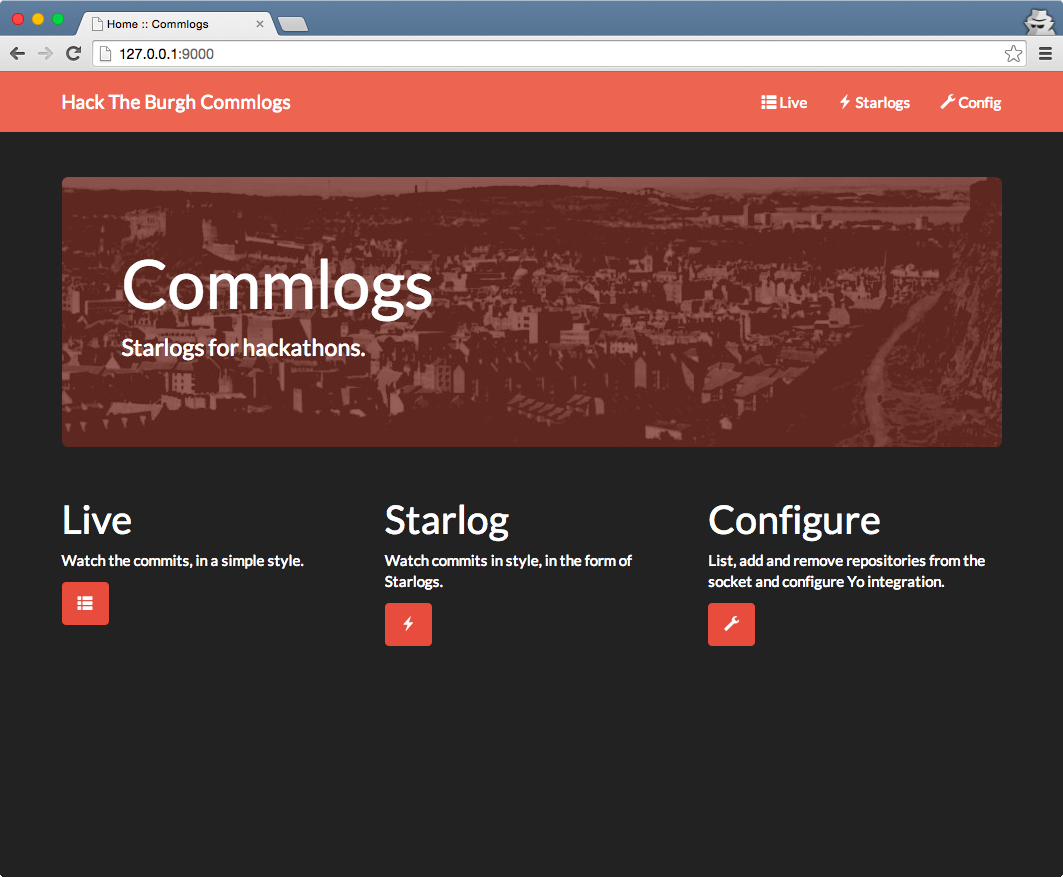 Home :: Commlogs
127.0.0.1:9000
Hack The Burgh Commlogs
Live
Starlogs
Config
Commlogs
Starlogs for hackathons.
Live
Watch the commits, in a simple style.
Starlog
Watch commits in style, in the form of
Starlogs.
Configure
List, add and remove repositories from the
socket and configure Yo integration.